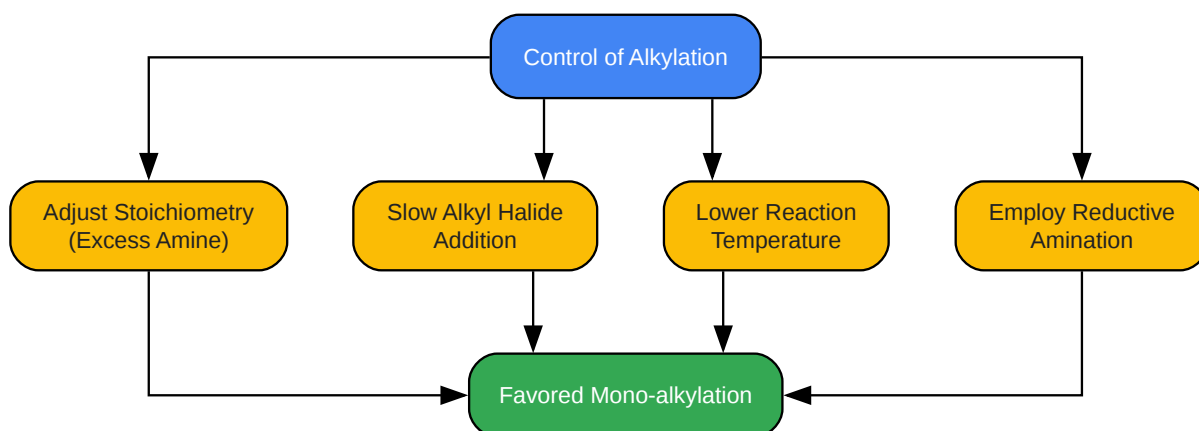 Control of Alkylation
Adjust Stoichiometry
(Excess Amine)
Slow Alkyl Halide
Addition
Lower Reaction
Temperature
Employ Reductive
Amination
Favored Mono-alkylation